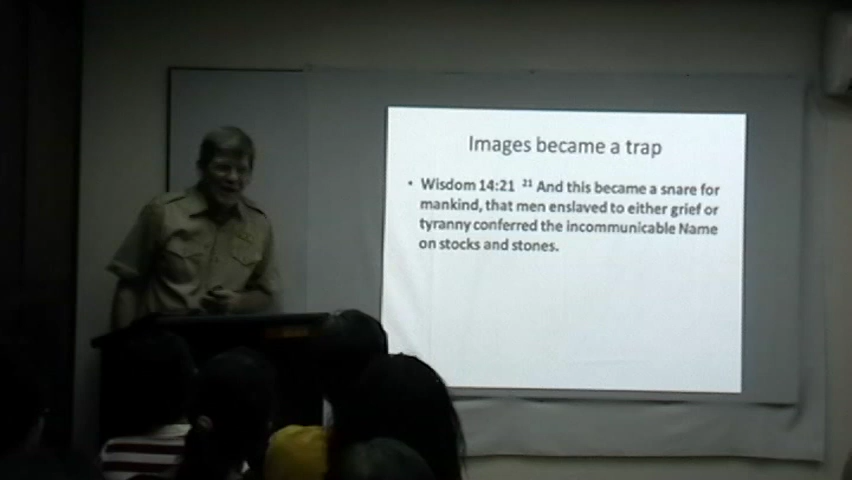 Images became a trap
• Wisdom 14:21 ²¹ And this became a snare for
mankind, that men enslaved to either grief or
tyranny conferred the incommunicable Name
on stocks and stones.